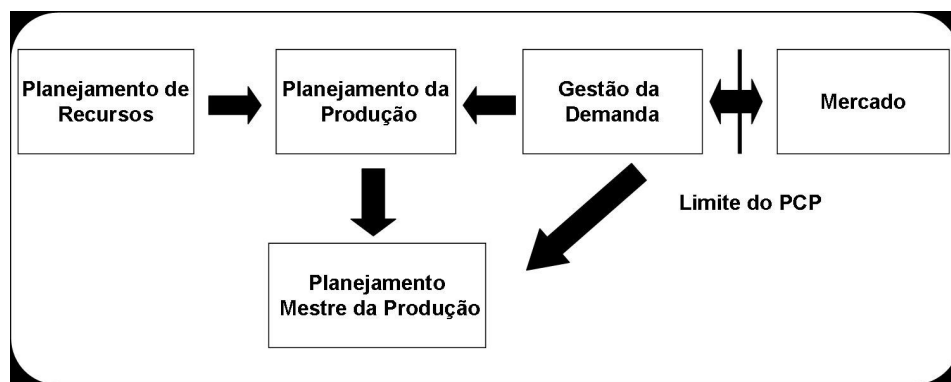 Planejamento de
Recursos
Planejamento da
Produção
Gestão da
Demanda
Mercado
Limite do PCP
Planejamento
Mestre da Produção